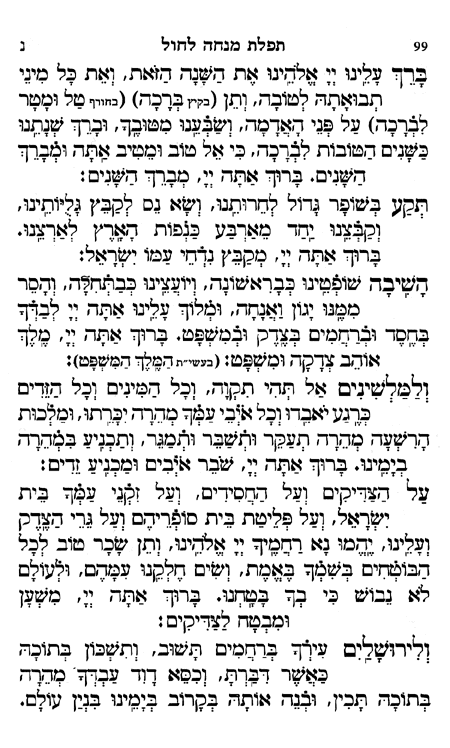 99 תפלת מנחה לחול נ
בָּרֵךְ עָלֵינוּ יְיָ אֱלֹהֵינוּ אֶת הַשָּׁנָה הַזֹּאת, וְאֵת כָּל מִינֵי
תְבוּאָתָהּ לְטוֹבָה, וְתֵן (בקיץ בְּרָכָה) (בחורף טַל וּמָטָר
לִבְרָכָה) עַל פְּנֵי הָאֲדָמָה, וְשַׂבְּעֵנוּ מִטּוּבֶךָ, וּבָרֵךְ שְׁנָתֵנוּ
כַּשָּׁנִים הַטּוֹבוֹת לִבְרָכָה, כִּי אֵל טוֹב וּמֵטִיב אַתָּה וּמְבָרֵךְ
הַשָּׁנִים. בָּרוּךְ אַתָּה יְיָ, מְבָרֵךְ הַשָּׁנִים:
תְּקַע בְּשׁוֹפָר גָּדוֹל לְחֵרוּתֵנוּ, וְשָׂא נֵס לְקַבֵּץ גָּלֻיּוֹתֵינוּ,
וְקַבְּצֵנוּ יַחַד מֵאַרְבַּע כַּנְפוֹת הָאָרֶץ לְאַרְצֵנוּ.
בָּרוּךְ אַתָּה יְיָ, מְקַבֵּץ נִדְחֵי עַמּוֹ יִשְׂרָאֵל:
הָשִׁיבָה שׁוֹפְטֵינוּ כְּבָרִאשׁוֹנָה, וְיוֹעֲצֵינוּ כְּבַתְּחִלָּה, וְהָסֵר
מִמֶּנּוּ יָגוֹן וַאֲנָחָה, וּמְלוֹךְ עָלֵינוּ אַתָּה יְיָ לְבַדְּךָ
בְּחֶסֶד וּבְרַחֲמִים בְּצֶדֶק וּבְמִשְׁפָּט. בָּרוּךְ אַתָּה יְיָ, מֶלֶךְ
אוֹהֵב צְדָקָה וּמִשְׁפָּט: (בעשי״ת הַמֶּלֶךְ הַמִּשְׁפָּט):
וְלַמַּלְשִׁינִים אַל תְּהִי תִקְוָה, וְכָל הַמִּינִים וְכָל הַזֵּדִים
כְּרֶגַע יֹאבֵדוּ וְכָל אֹיְבֵי עַמְּךָ מְהֵרָה יִכָּרֵתוּ, וּמַלְכוּת
הָרִשְׁעָה מְהֵרָה תְעַקֵּר וּתְשַׁבֵּר וּתְמַגֵּר, וְתַכְנִיעַ בִּמְהֵרָה
בְיָמֵינוּ. בָּרוּךְ אַתָּה יְיָ, שֹׁבֵר אֹיְבִים וּמַכְנִיעַ זֵדִים:
עַל הַצַּדִּיקִים וְעַל הַחֲסִידִים, וְעַל זִקְנֵי עַמְּךָ בֵּית
יִשְׂרָאֵל, וְעַל פְּלֵיטַת בֵּית סוֹפְרֵיהֶם וְעַל גֵּרֵי הַצֶּדֶק
וְעָלֵינוּ, יֶהֱמוּ נָא רַחֲמֶיךָ יְיָ אֱלֹהֵינוּ, וְתֵן שָׂכָר טוֹב לְכָל
הַבּוֹטְחִים בְּשִׁמְךָ בֶּאֱמֶת, וְשִׂים חֶלְקֵנוּ עִמָּהֶם, וּלְעוֹלָם
לֹא נֵבוֹשׁ כִּי בְךָ בָּטָחְנוּ. בָּרוּךְ אַתָּה יְיָ, מִשְׁעָן
וּמִבְטָח לַצַּדִּיקִים:
וְלִירוּשָׁלַיִם עִירְךָ בְּרַחֲמִים תָּשׁוּב, וְתִשְׁכּוֹן בְּתוֹכָהּ
כַּאֲשֶׁר דִּבַּרְתָּ, וְכִסֵּא דָוִד עַבְדְּךָ מְהֵרָה
בְּתוֹכָהּ תָּכִין, וּבְנֵה אוֹתָהּ בְּקָרוֹב בְּיָמֵינוּ בִּנְיַן עוֹלָם.